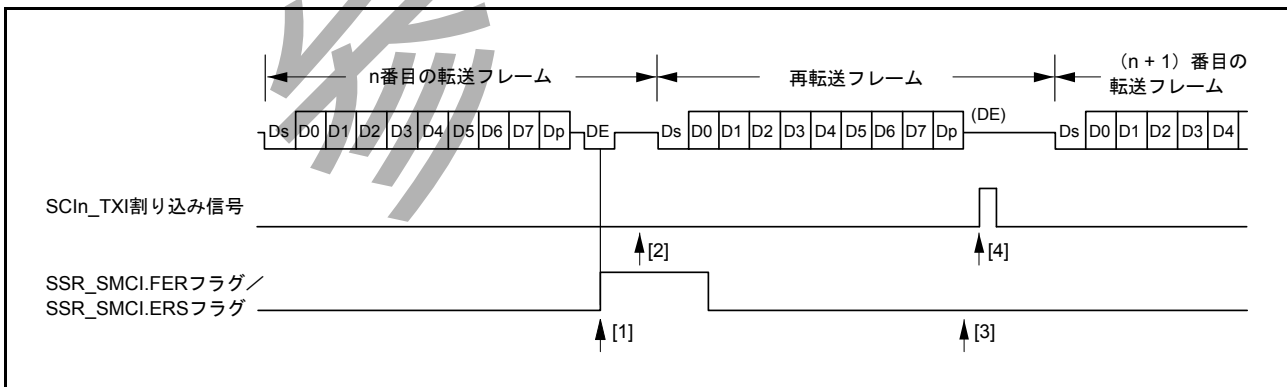 n番目の転送フレーム
再転送フレーム
（n + 1）番目の
転送フレーム
Ds D0 D1 D2 D3 D4 D5 D6 D7 Dp DE Ds D0 D1 D2 D3 D4 D5 D6 D7 Dp (DE) Ds D0 D1 D2 D3 D4
SCIn_TXI割り込み信号
[2] [4]
SSR_SMCI.FERフラグ／
SSR_SMCI.ERSフラグ
[1] [3]